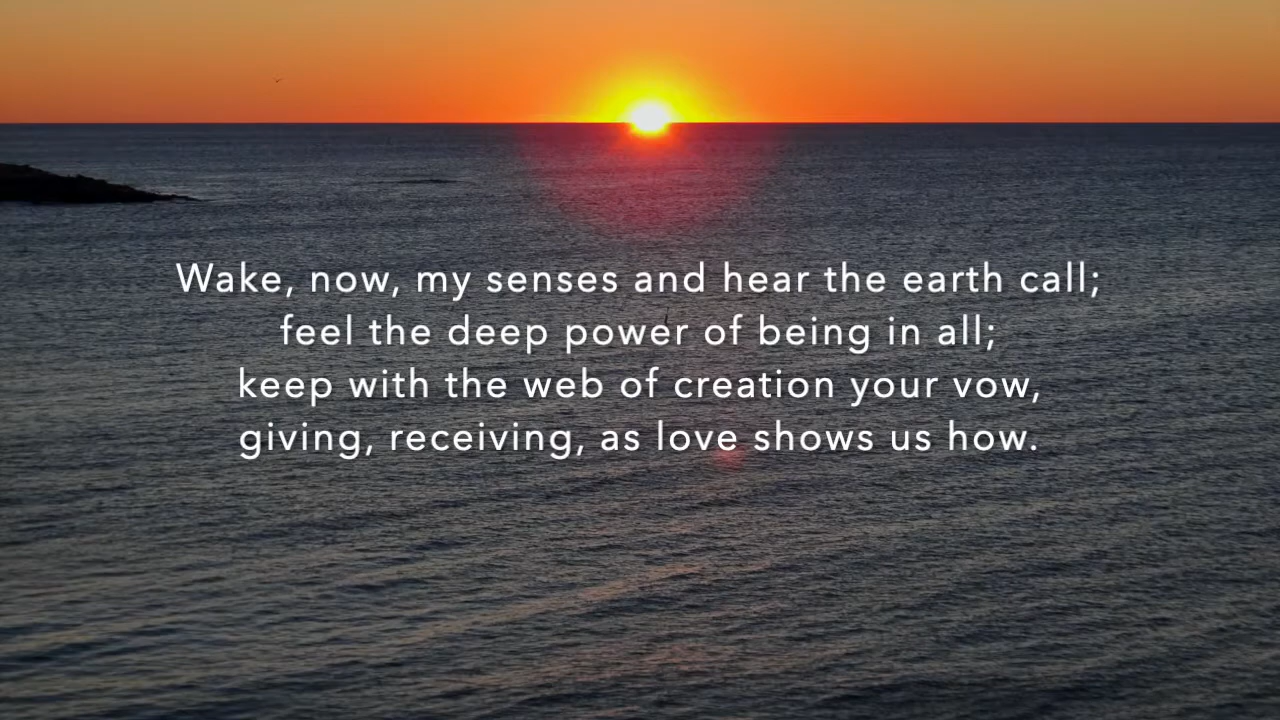 Wake, now, my senses and hear the earth call;
feel the deep power of being in all;
keep with the web of creation your vow,
giving, receiving, as love shows us how.